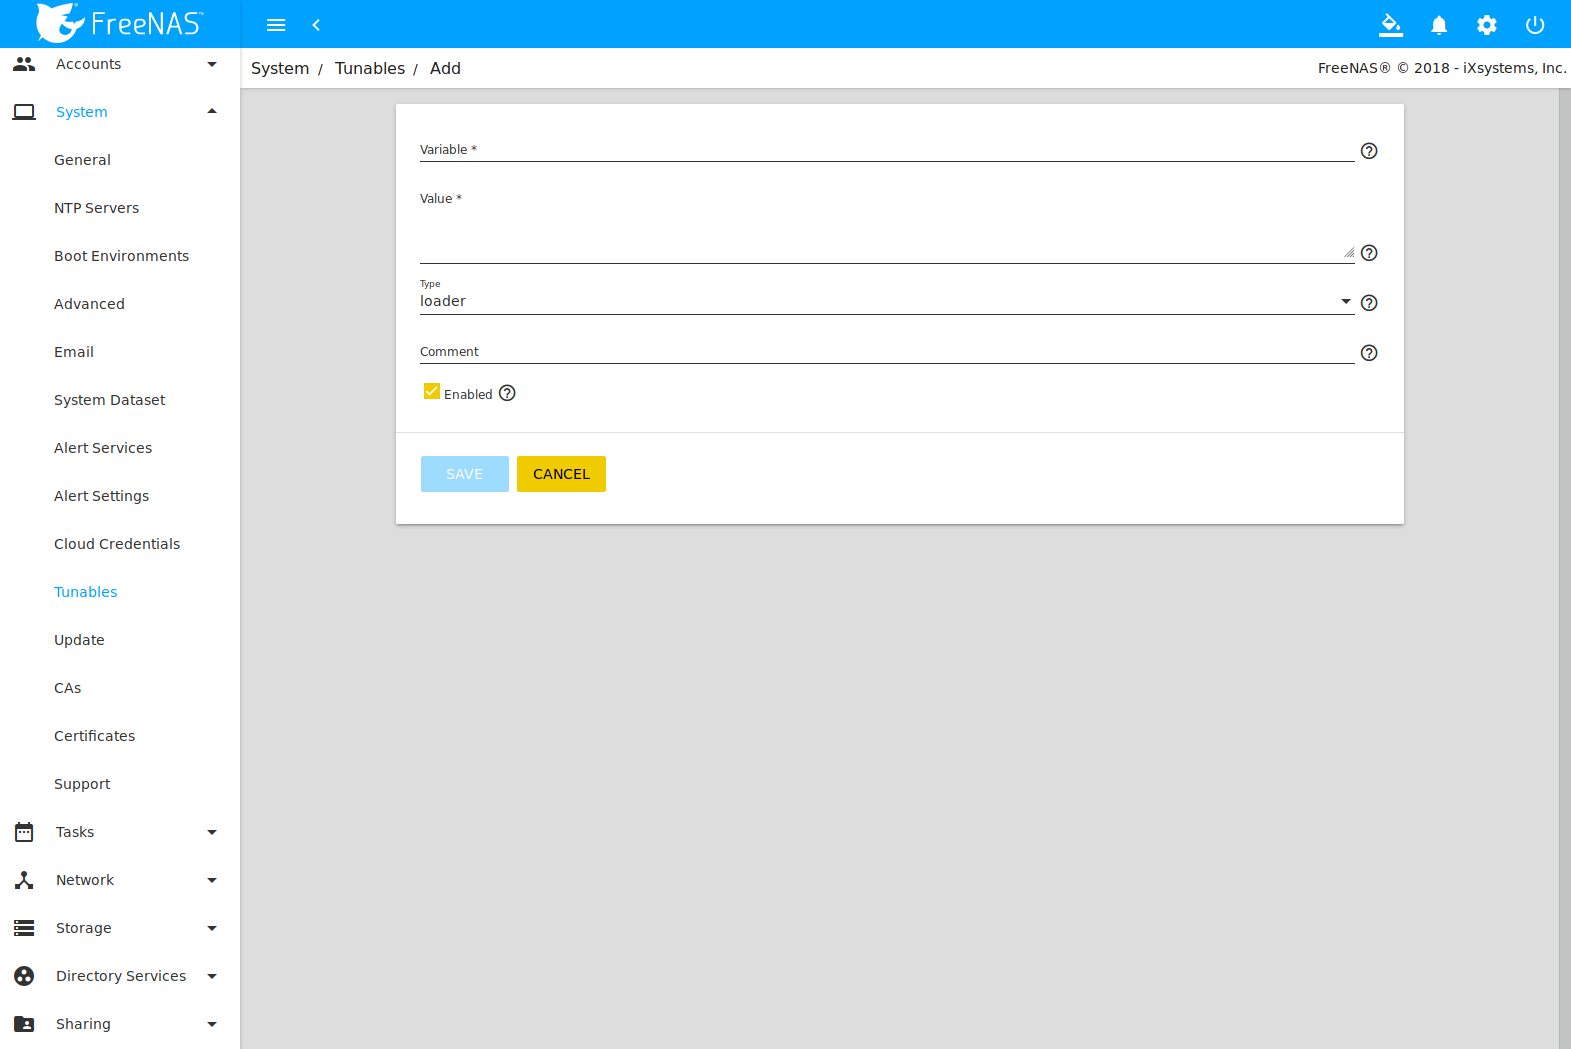 FreeNAS™
System / Tunables / Add
FreeNAS® © 2018 - iXsystems, Inc.
Accounts
System
General
NTP Servers
Boot Environments
Advanced
Email
System Dataset
Alert Services
Alert Settings
Cloud Credentials
Tunables
Update
CAs
Certificates
Support
Tasks
Network
Storage
Directory Services
Sharing
Variable *
Value *
Type
loader
Comment
Enabled
SAVE CANCEL